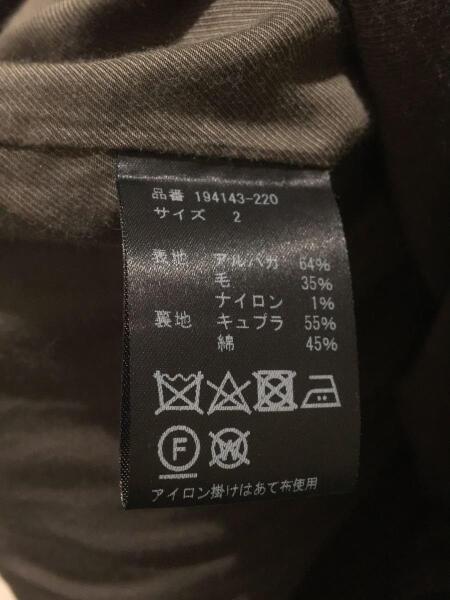 品番 194143-220
サイズ 2
表地 アルパカ 64%
毛 35%
ナイロン 1%
裏地 キュプラ 55%
綿 45%
F
W
アイロン掛けはあて布使用